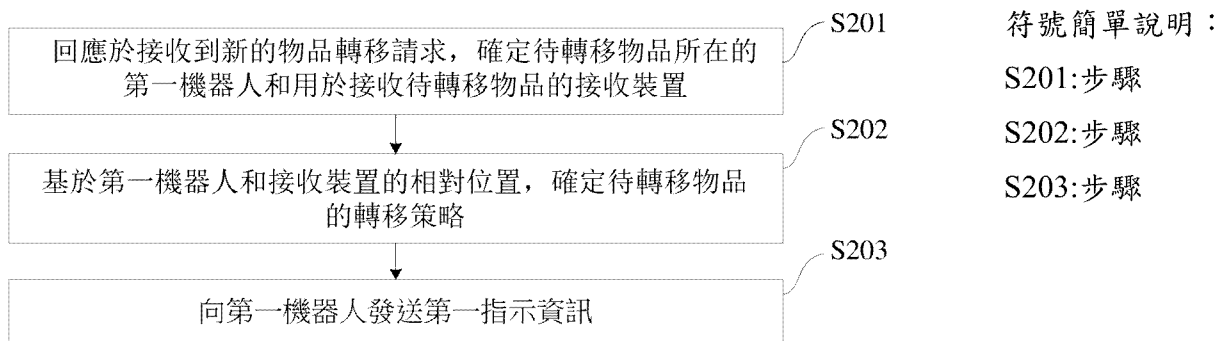 回應於接收到新的物品轉移請求，確定待轉移物品所在的
第一機器人和用於接收待轉移物品的接收裝置
S201
基於第一機器人和接收裝置的相對位置，確定待轉移物品
的轉移策略
S202
向第一機器人發送第一指示資訊
S203
符號簡單說明：
S201:步驟
S202:步驟
S203:步驟